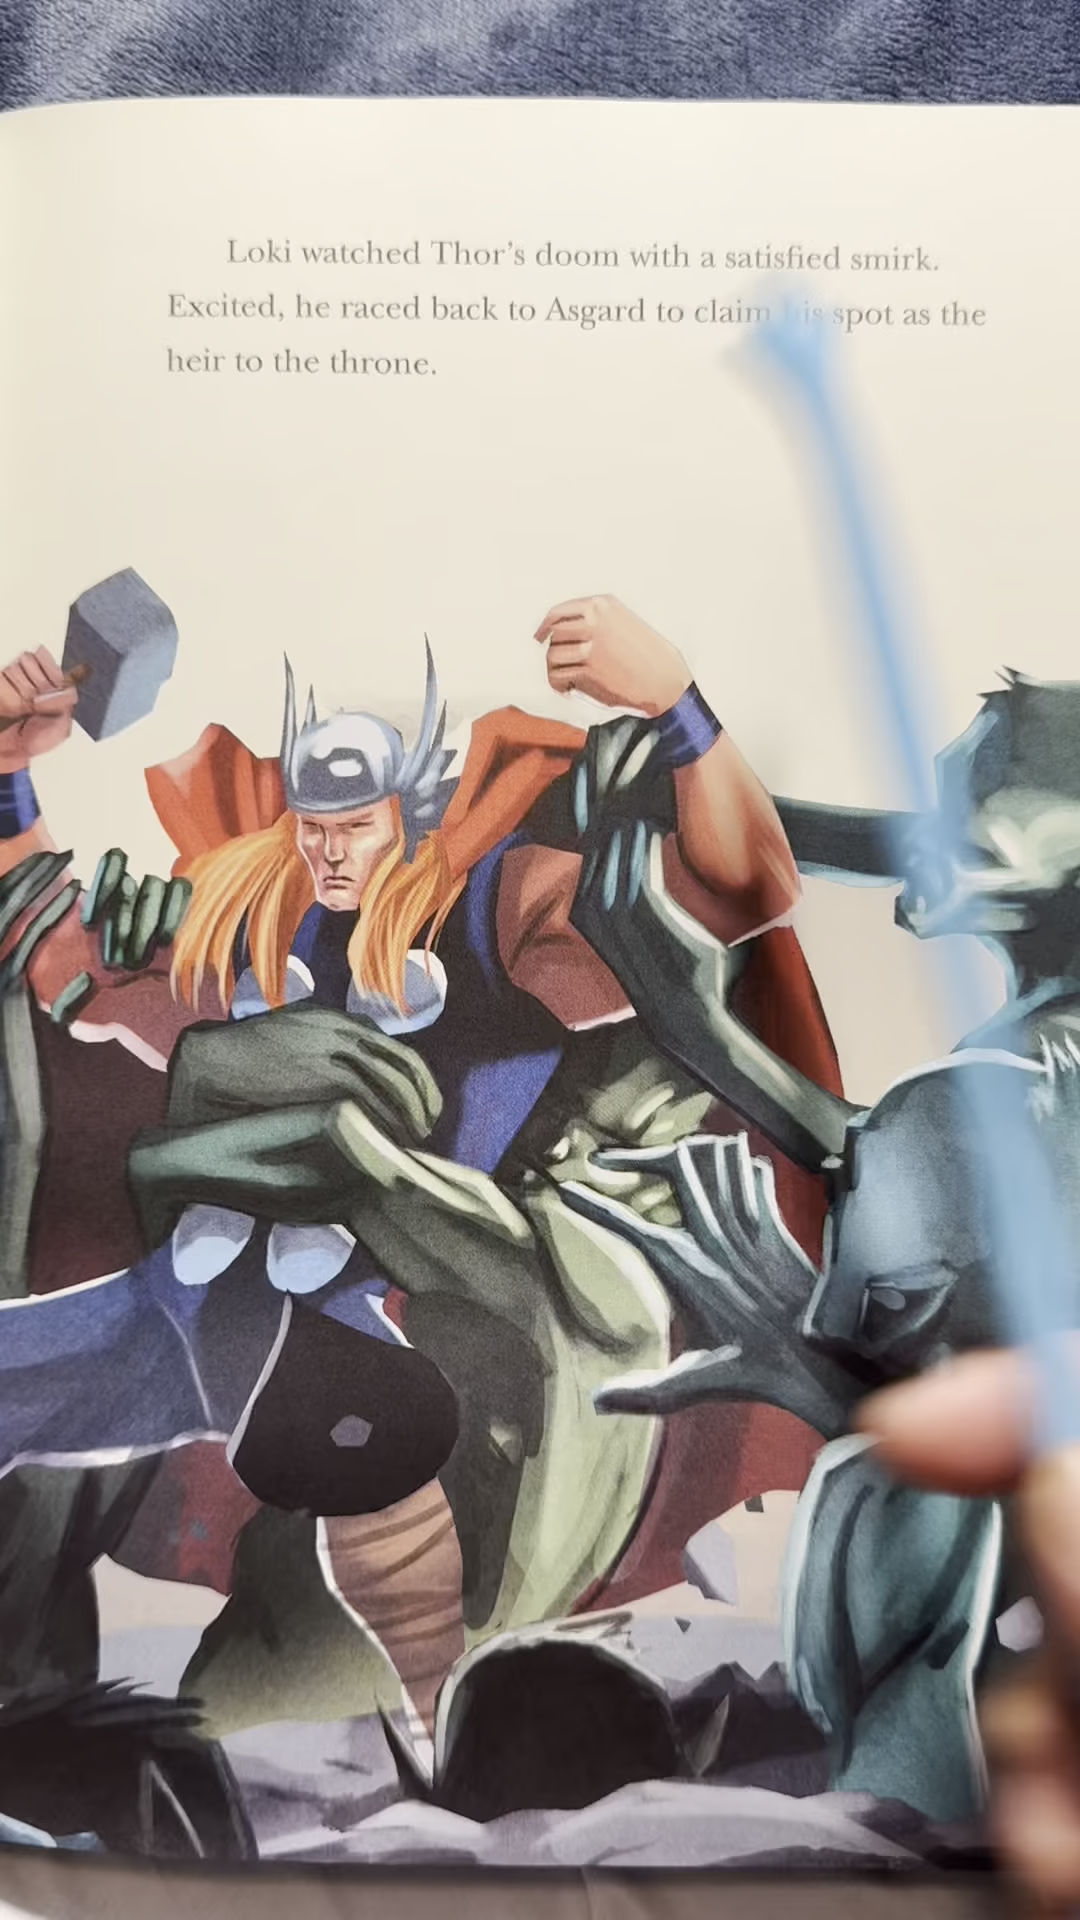 Loki watched Thor's doom with a satisfied smirk.
Excited, he raced back to Asgard to claim his spot as the
heir to the throne.